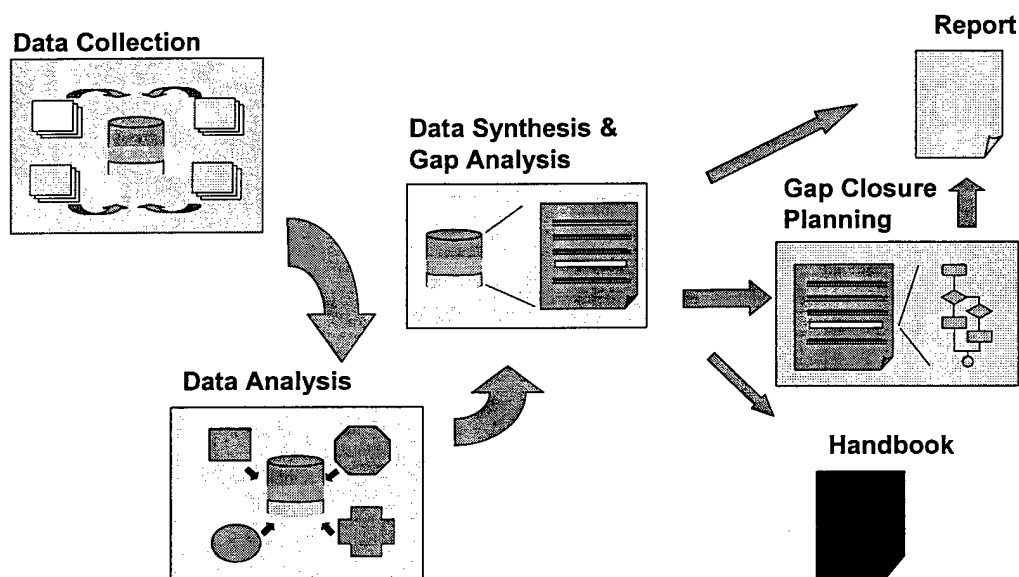 Report
Data Collection
Data Synthesis &
Gap Analysis
Gap Closure
Planning
Data Analysis
Handbook